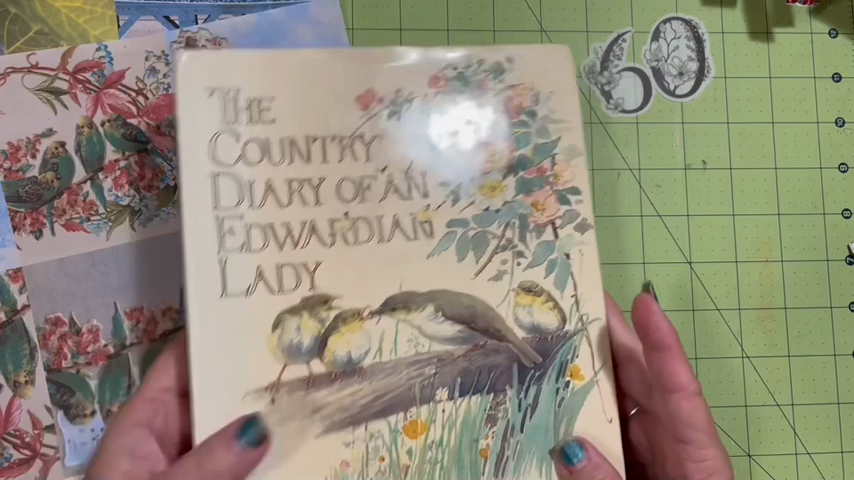 THE
COUNTRY
DIARY OF AN
EDWARDIAN
LADY
60